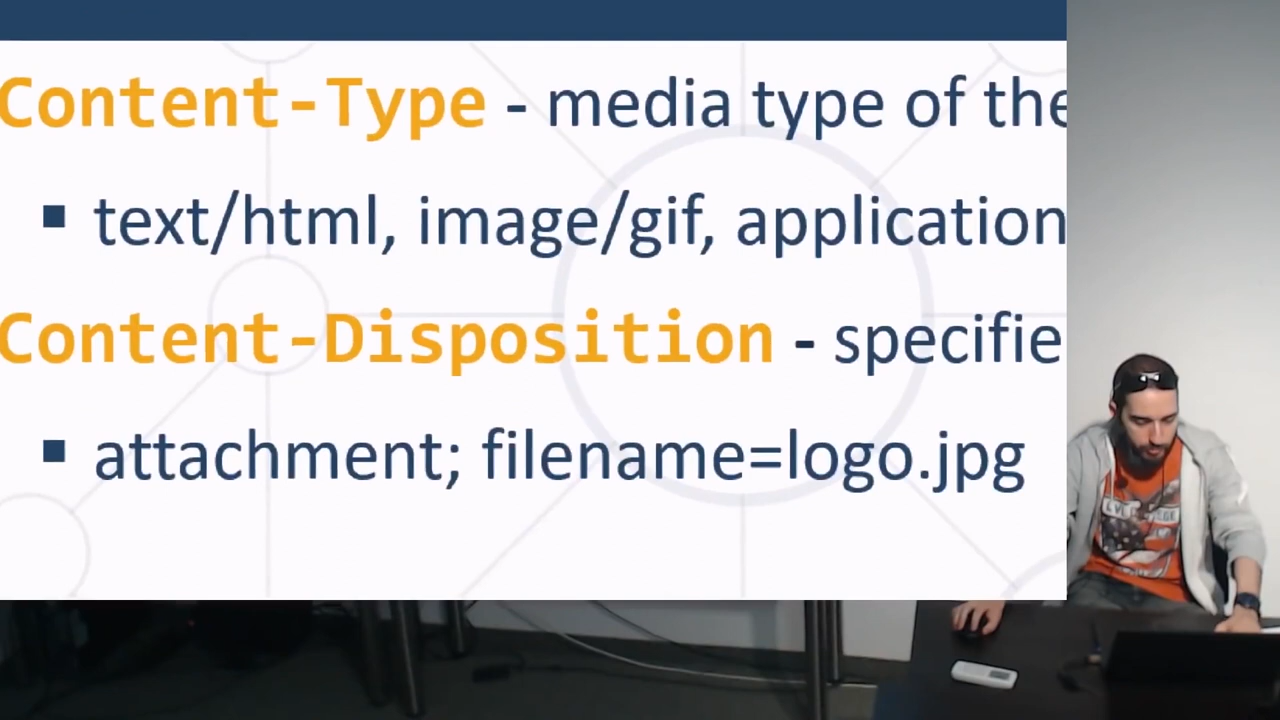 Content-Type - media type of the
▪ text/html, image/gif, application
Content-Disposition - specifie
▪ attachment; filename=logo.jpg